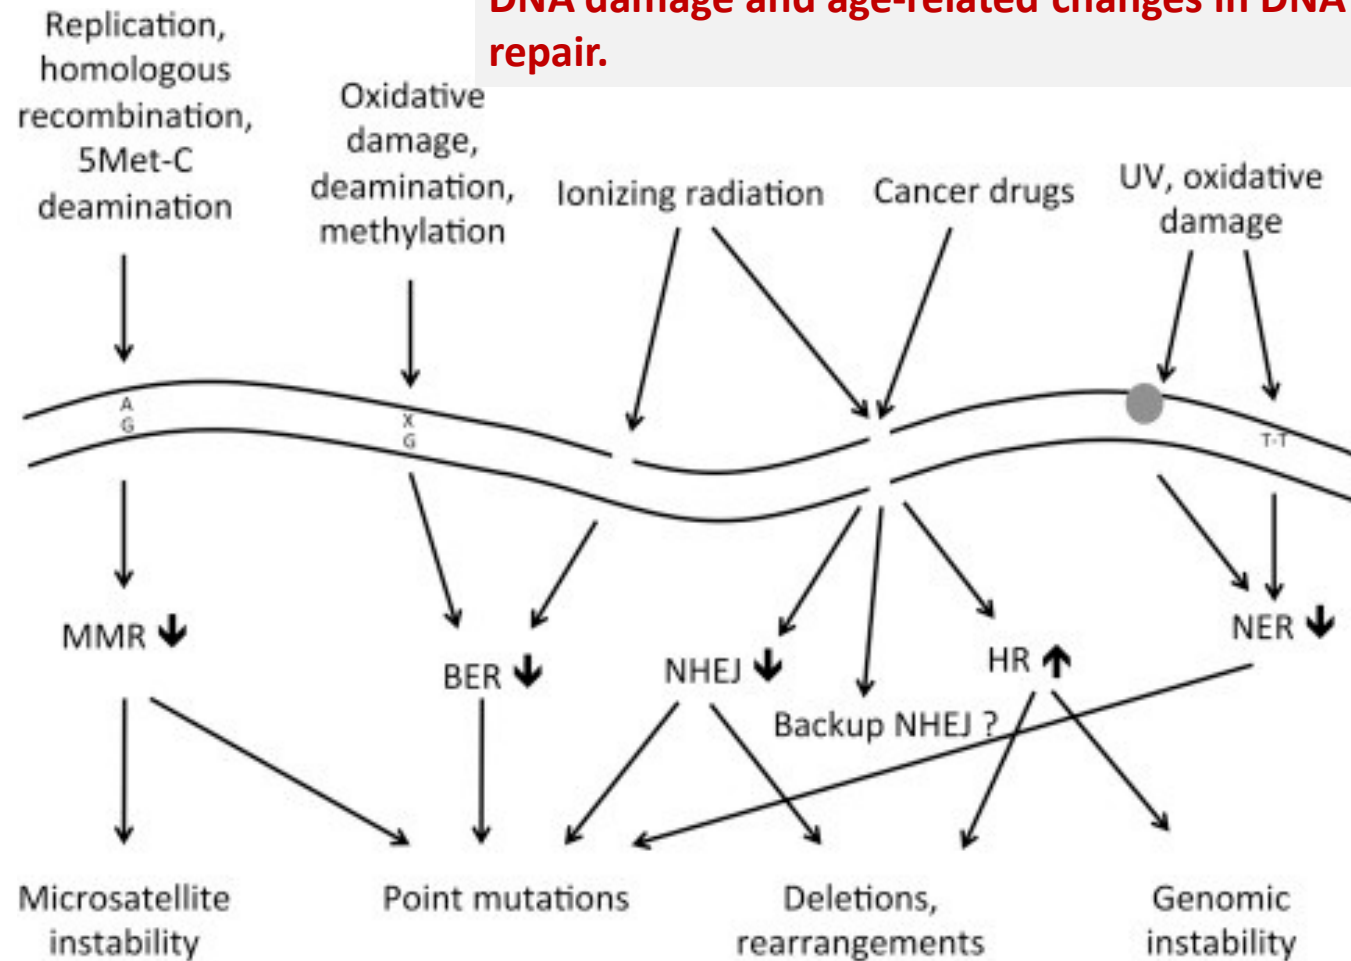 DNA damage and age-related changes in DNA
repair.
Replication,
homologous
recombination,
5Met-C
deamination
Oxidative
damage,
deamination,
methylation
Ionizing radiation
Cancer drugs
UV, oxidative
damage
A
G
X
G
T-T
MMR
BER
NHEJ
Backup NHEJ ?
HR
NER
Microsatellite
instability
Point mutations
Deletions,
rearrangements
Genomic
instability